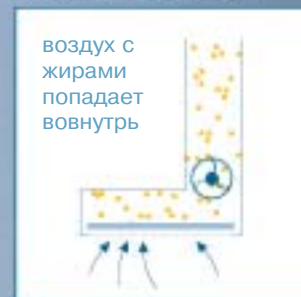 воздух с
жирами
попадает
вовнутрь